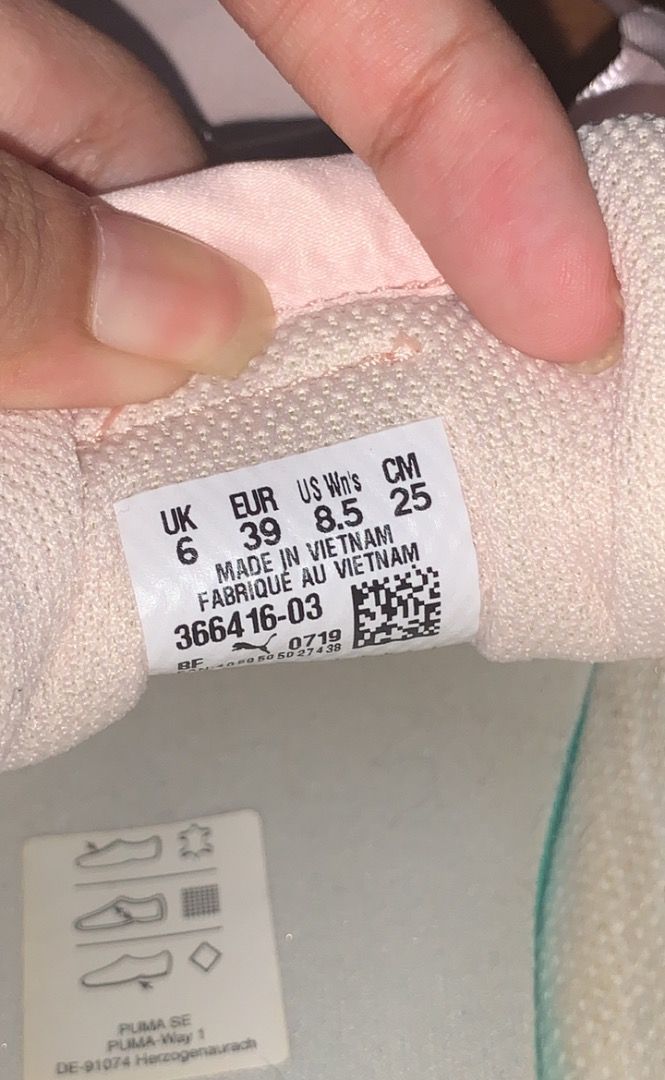 UK EUR US Wn's CM
6 39 8.5 25
MADE IN VIETNAM
FABRIQUÉ AU VIETNAM
366416-03
BF 0719
PUMA SE
PUMA-Way 1
DE-91074 Herzogenaurach